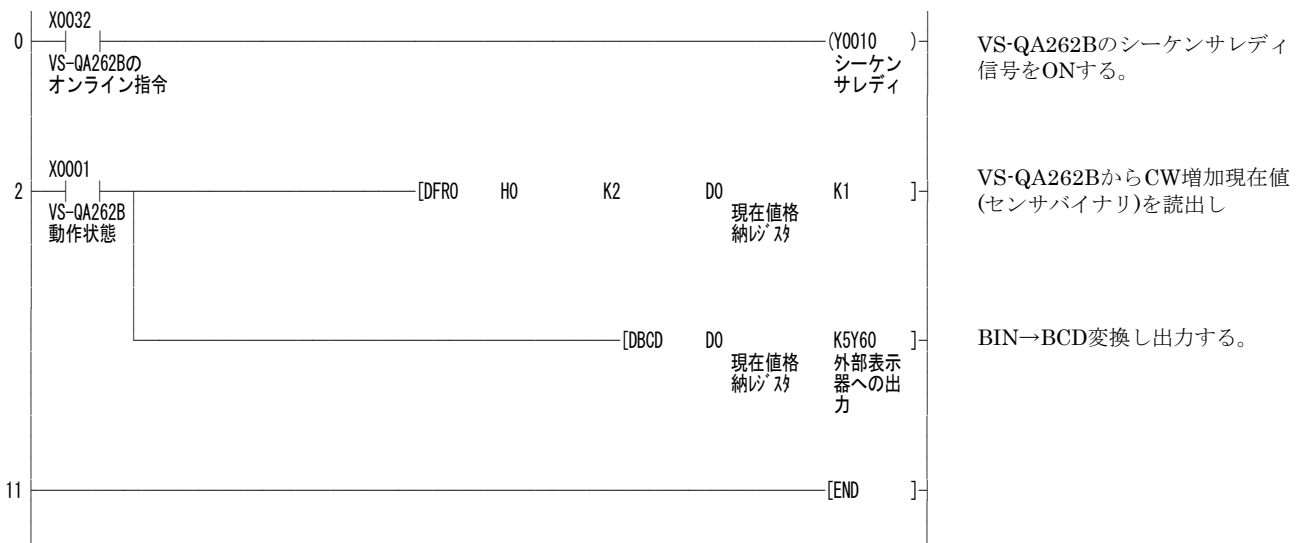 X0032
0 (Y0010 ) VS-QA262Bのシーケンサレディ
VS-QA262Bの シーケン 信号をONする。
オンライン指令 サレディ
X0001
2 [DFRO H0 K2 D0 K1 ] VS-QA262BからCW増加現在値
VS-QA262B 現在値格 (センサバイナリ)を読出し
動作状態 納ﾚｼﾞｽﾀ
[DBCD D0 K5Y60 ] BIN→BCD変換し出力する。
現在値格 外部表示
納ﾚｼﾞｽﾀ 器への出
力
11 [END ]